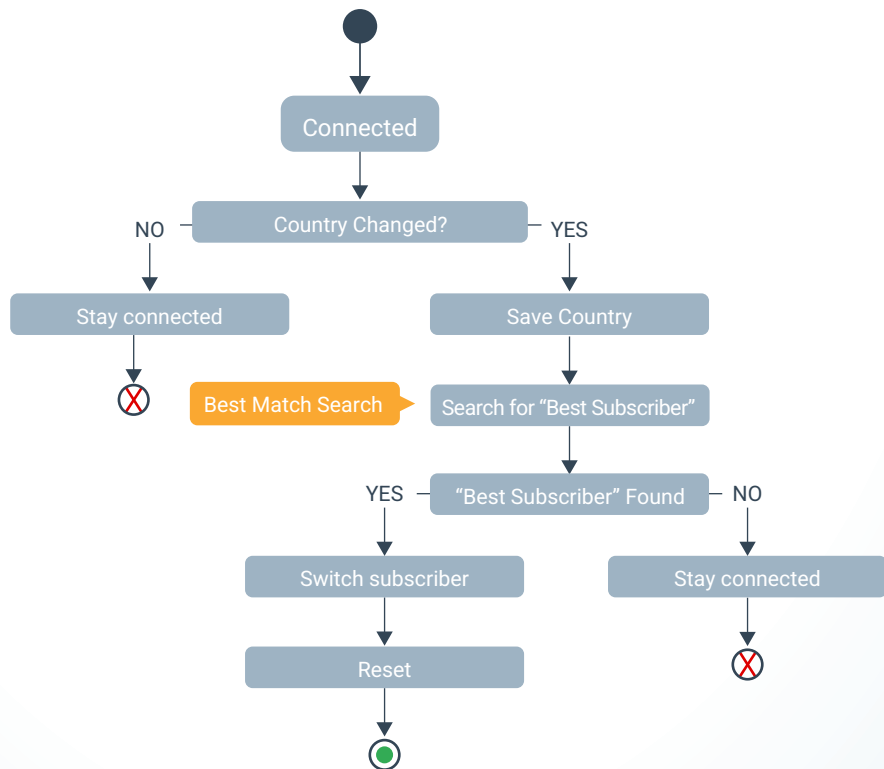 Connected
Country Changed?
NO
YES
Stay connected
Save Country
Best Match Search
Search for “Best Subscriber”
YES
“Best Subscriber” Found
NO
Switch subscriber
Stay connected
Reset